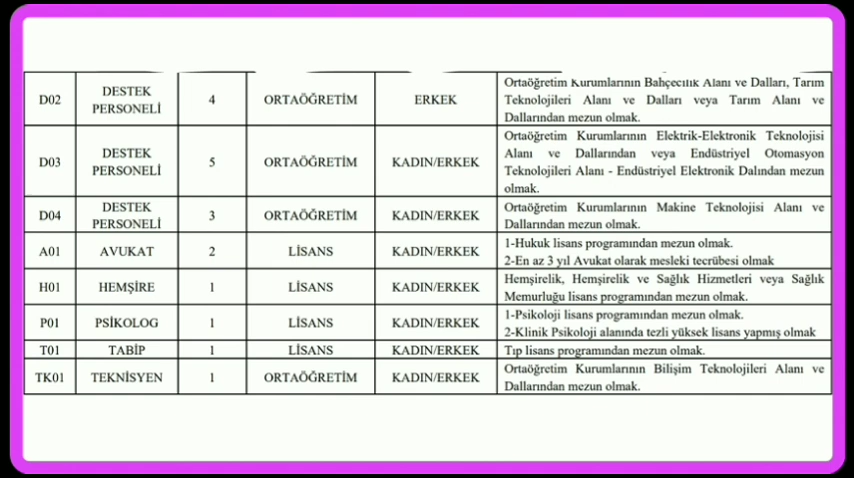 D02 DESTEK PERSONELİ 4 ORTAÖĞRETİM ERKEK Ortaöğretim Kurumlarının Bahçecilik Alanı ve Dalları, Tarım
Teknolojileri Alanı ve Dalları veya Tarım Alanı ve
Dallarından mezun olmak.
D03 DESTEK PERSONELİ 5 ORTAÖĞRETİM KADIN/ERKEK Ortaöğretim Kurumlarının Elektrik-Elektronik Teknolojisi
Alanı ve Dallarından veya Endüstriyel Otomasyon
Teknolojileri Alanı - Endüstriyel Elektronik Dalından mezun
olmak.
D04 DESTEK PERSONELİ 3 ORTAÖĞRETİM KADIN/ERKEK Ortaöğretim Kurumlarının Makine Teknolojisi Alanı ve
Dallarından mezun olmak.
A01 AVUKAT 2 LİSANS KADIN/ERKEK 1-Hukuk lisans programından mezun olmak.
2-En az 3 yıl Avukat olarak mesleki tecrübesi olmak
H01 HEMŞİRE 1 LİSANS KADIN/ERKEK Hemşirelik, Hemşirelik ve Sağlık Hizmetleri veya Sağlık
Memurluğu lisans programından mezun olmak.
P01 PSİKOLOG 1 LİSANS KADIN/ERKEK 1-Psikoloji lisans programından mezun olmak.
2-Klinik Psikoloji alanında tezli yüksek lisans yapmış olmak
T01 TABİP 1 LİSANS KADIN/ERKEK Tıp lisans programından mezun olmak.
TK01 TEKNİSYEN 1 ORTAÖĞRETİM KADIN/ERKEK Ortaöğretim Kurumlarının Bilişim Teknolojileri Alanı ve
Dallarından mezun olmak.